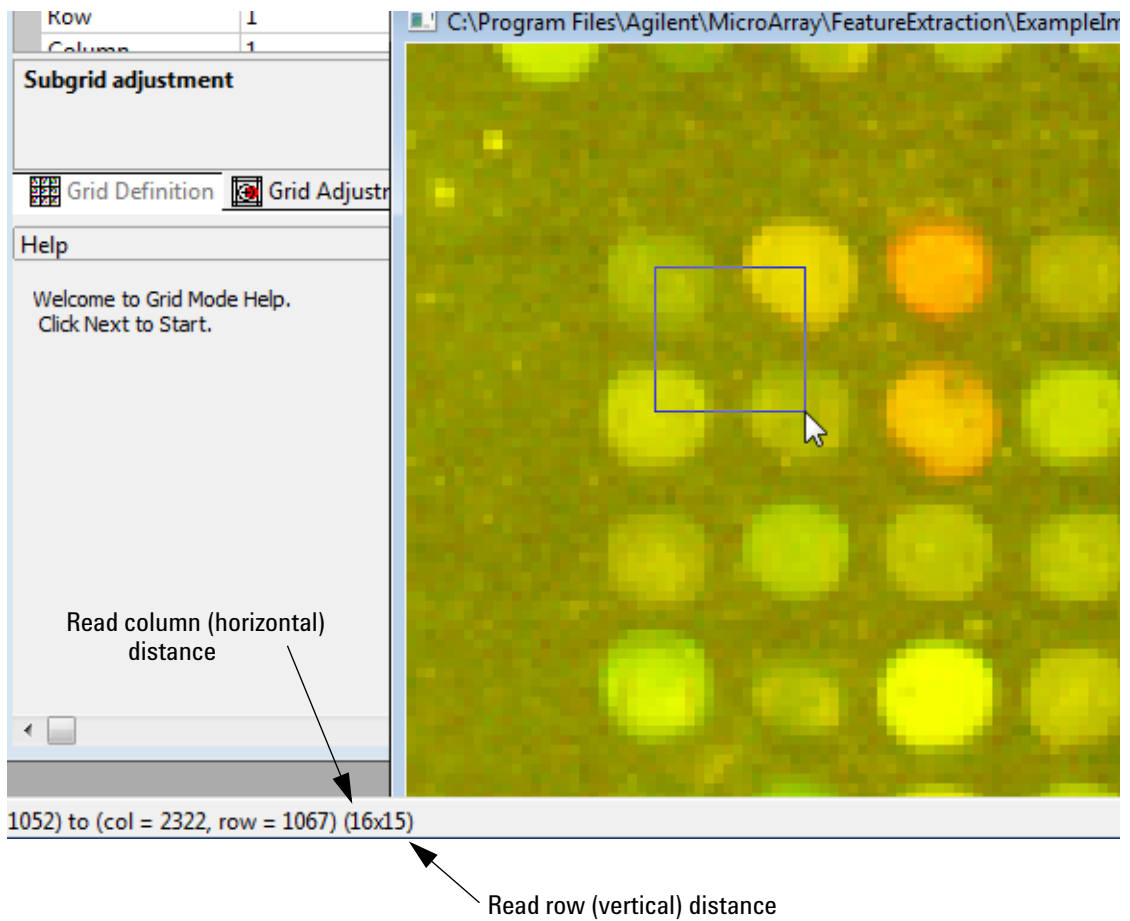 Row 1
C:\Program Files\Agilent\MicroArray\FeatureExtraction\ExampleIm
Column 1
Subgrid adjustment
Grid Definition Grid Adjustr
Help
Welcome to Grid Mode Help.
Click Next to Start.
Read column (horizontal)
distance
1052) to (col = 2322, row = 1067) (16x15)
Read row (vertical) distance